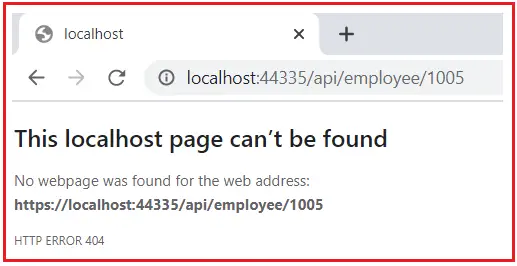 localhost
localhost:44335/api/employee/1005
This localhost page can't be found
No webpage was found for the web address:
https://localhost:44335/api/employee/1005
HTTP ERROR 404